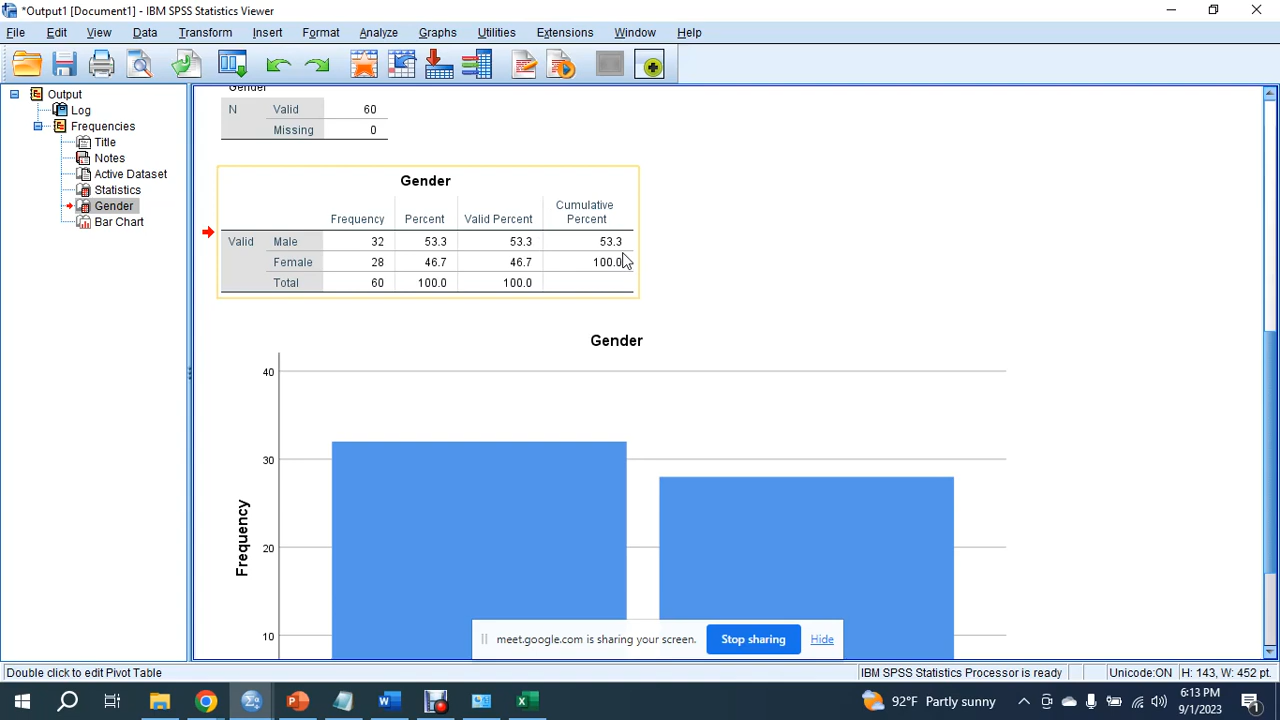 *Output1 [Document1] - IBM SPSS Statistics Viewer
File Edit View Data Transform Insert Format Analyze Graphs Utilities Extensions Window Help
Output
Log
Frequencies
Title
Notes
Active Dataset
Statistics
Gender
Bar Chart
Gender
N Valid 60
Missing 0
Gender
Frequency Percent Valid Percent Cumulative Percent
Valid Male 32 53.3 53.3 53.3
Female 28 46.7 46.7 100.0
Total 60 100.0 100.0
Gender
Frequency
40
30
20
10
meet.google.com is sharing your screen. Stop sharing Hide
Double click to edit Pivot Table IBM SPSS Statistics Processor is ready Unicode:ON H: 143, W: 452 pt.
92°F Partly sunny 6:13 PM
9/1/2023 1